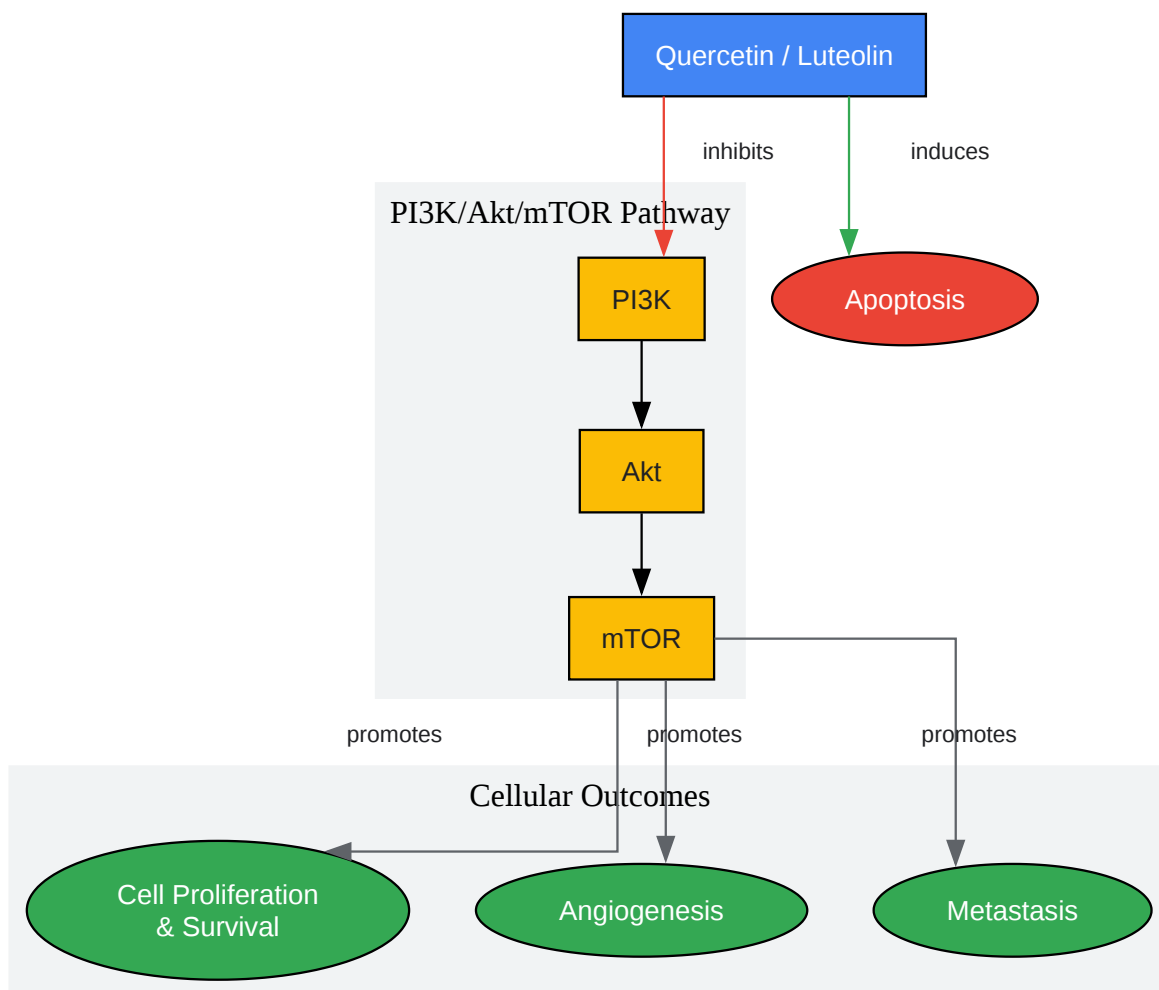 Quercetin / Luteolin
inhibits
induces
PI3K/Akt/mTOR Pathway
PI3K
Apoptosis
Akt
mTOR
promotes
promotes
promotes
Cellular Outcomes
Cell Proliferation
& Survival
Angiogenesis
Metastasis